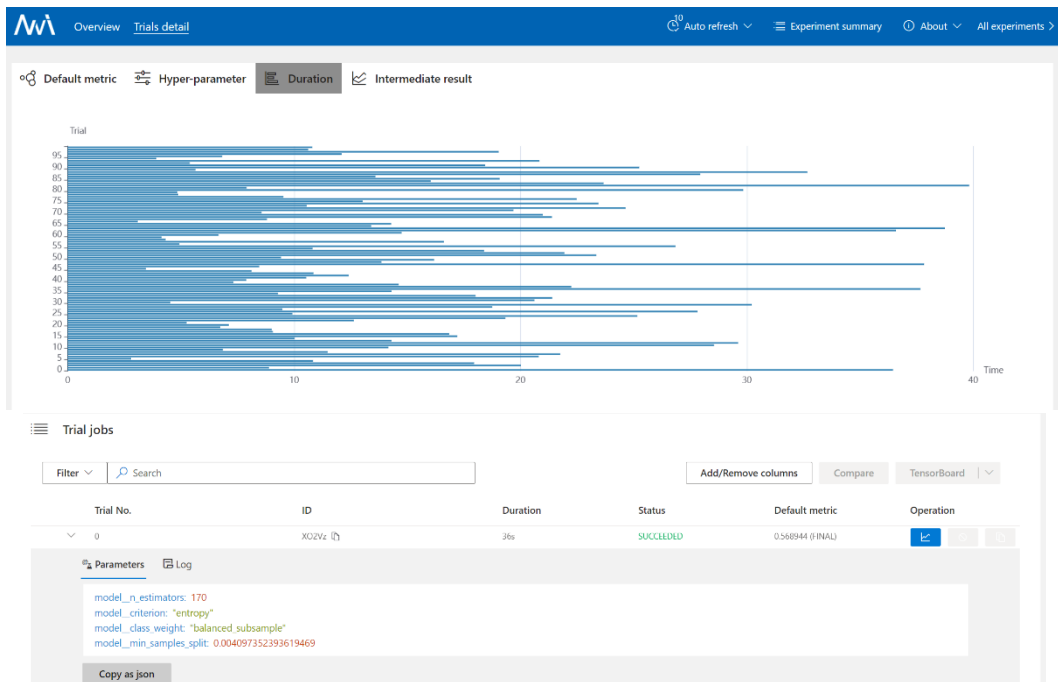 Overview Trials detail 10 Auto refresh Experiment summary About All experiments
Default metric Hyper-parameter Duration Intermediate result
Trial
95
90
85
80
75
70
65
60
55
50
45
40
35
30
25
20
15
10
5
0
Time
0 10 20 30 40
Trial jobs
Filter Search Add/Remove columns Compare TensorBoard
Trial No. ID Duration Status Default metric Operation
0 XO2Vz 36s SUCCEEDED 0.568944 (FINAL)
Parameters Log
model__n_estimators: 170
model__criterion: "entropy"
model__class_weight: "balanced_subsample"
model__min_samples_split: 0.004097352393619469
Copy as json